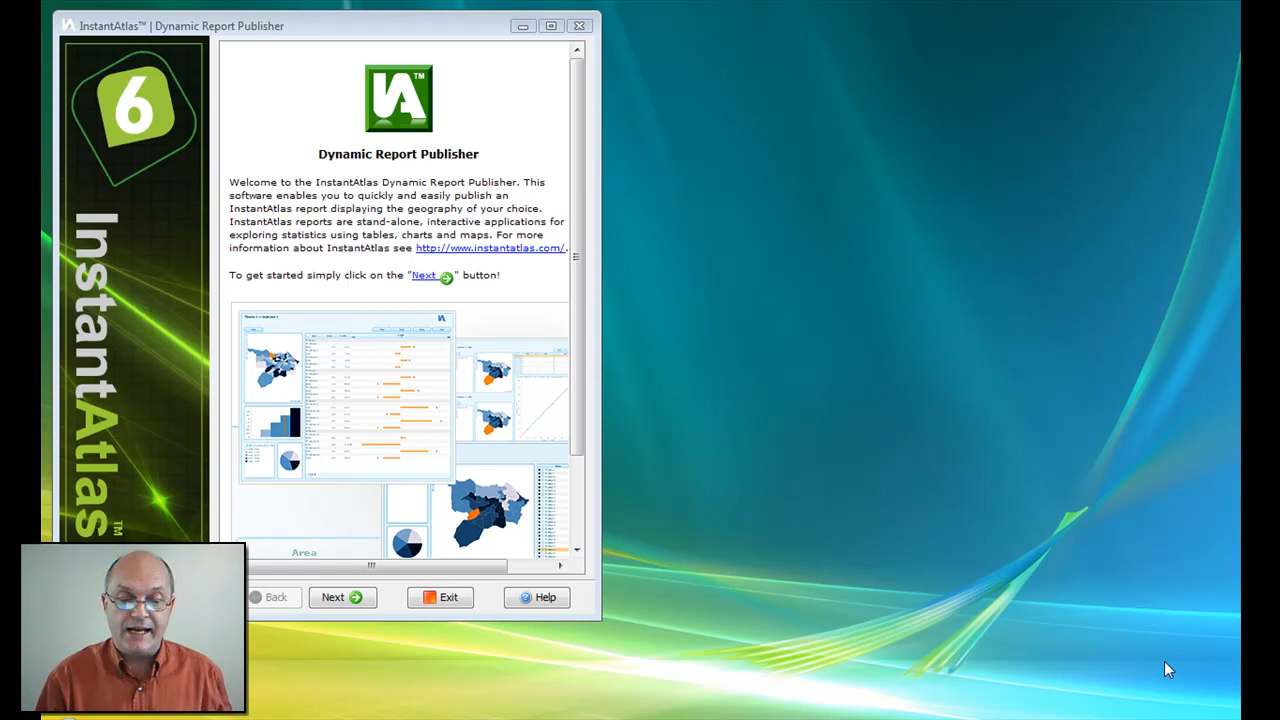 InstantAtlas™ | Dynamic Report Publisher
6
InstantAtlas™
IA™
Dynamic Report Publisher
Welcome to the InstantAtlas Dynamic Report Publisher. This
software enables you to quickly and easily publish an
InstantAtlas report displaying the geography of your choice.
InstantAtlas reports are stand-alone, interactive applications for
exploring statistics using tables, charts and maps. For more
information about InstantAtlas see http://www.instantatlas.com/.
To get started simply click on the "Next " button!
Area
Back
Next
Exit
Help